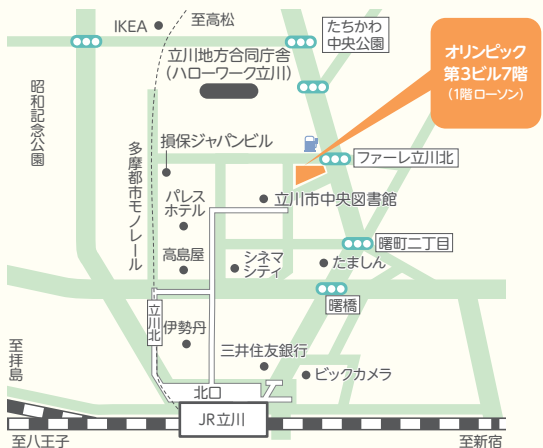 IKEA
至高松
たちかわ
中央公園
オリンピック
第3ビル7階
（1階ローソン）
立川地方合同庁舎
（ハローワーク立川）
昭和記念公園
多摩都市モノレール
損保ジャパンビル
ファーレ立川北
パレス
ホテル
立川市中央図書館
高島屋
シネマ
シティ
曙町二丁目
たましん
立川北
曙橋
伊勢丹
三井住友銀行
至拝島
ビックカメラ
北口
JR立川
至八王子
至新宿